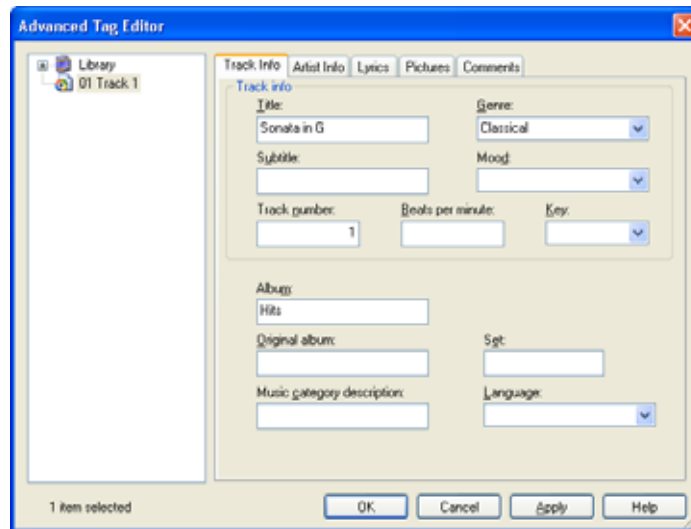 Advanced Tag Editor
Library
01 Track 1
Track Info Artist Info Lyrics Pictures Comments
Track info
Title: Genre:
Sonata in G Classical
Subtitle: Mood:
Track number: Beats per minute: Key:
1
Album:
Hits
Original album: Set:
Music category description: Language:
1 item selected OK Cancel Apply Help